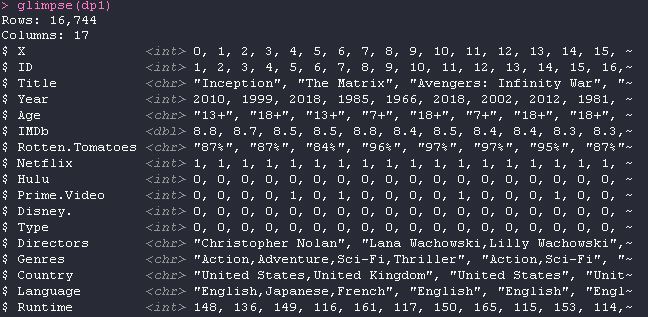 > glimpse(dp1)
Rows: 16,744
Columns: 17
$ X               <int> 0, 1, 2, 3, 4, 5, 6, 7, 8, 9, 10, 11, 12, 13, 14, 15, ~
$ ID              <int> 1, 2, 3, 4, 5, 6, 7, 8, 9, 10, 11, 12, 13, 14, 15, 16,~
$ Title           <chr> "Inception", "The Matrix", "Avengers: Infinity War", "~
$ Year            <int> 2010, 1999, 2018, 1985, 1966, 2018, 2002, 2012, 1981, ~
$ Age             <chr> "13+", "18+", "13+", "7+", "18+", "7+", "18+", "18+", ~
$ IMDb            <dbl> 8.8, 8.7, 8.5, 8.5, 8.8, 8.4, 8.5, 8.4, 8.4, 8.3, 8.3,~
$ Rotten.Tomatoes <chr> "87%", "87%", "84%", "96%", "97%", "97%", "95%", "87%"~
$ Netflix         <int> 1, 1, 1, 1, 1, 1, 1, 1, 1, 1, 1, 1, 1, 1, 1, 1, 1, 1, ~
$ Hulu            <int> 0, 0, 0, 0, 0, 0, 0, 0, 0, 0, 0, 0, 0, 0, 0, 0, 0, 0, ~
$ Prime.Video     <int> 0, 0, 0, 0, 1, 0, 1, 0, 0, 0, 0, 1, 0, 0, 0, 1, 0, 0, ~
$ Disney.         <int> 0, 0, 0, 0, 0, 0, 0, 0, 0, 0, 0, 0, 0, 0, 0, 0, 0, 0, ~
$ Type            <int> 0, 0, 0, 0, 0, 0, 0, 0, 0, 0, 0, 0, 0, 0, 0, 0, 0, 0, ~
$ Directors       <chr> "Christopher Nolan", "Lana Wachowski,Lilly Wachowski",~
$ Genres          <chr> "Action,Adventure,Sci-Fi,Thriller", "Action,Sci-Fi", "~
$ Country         <chr> "United States,United Kingdom", "United States", "Unit~
$ Language        <chr> "English,Japanese,French", "English", "English", "Engl~
$ Runtime         <int> 148, 136, 149, 116, 161, 117, 150, 165, 115, 153, 114,~